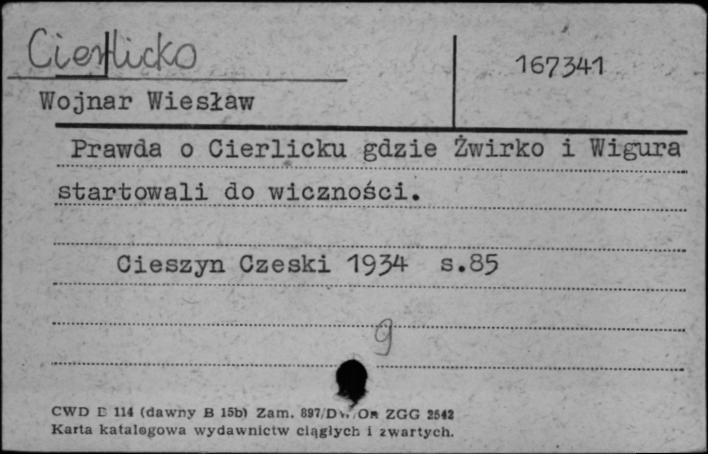 Cierlicko
167341
Wojnar Wiesław
Prawda o Cierlicku gdzie Żwirko i Wigura
startowali do wiczności.
Cieszyn Czeski 1934 s.85
9
CWD E 114 (dawny B 15b) Zam. 897/DW ZGG 2542
Karta katalogowa wydawnictw ciągłych i zwartych.